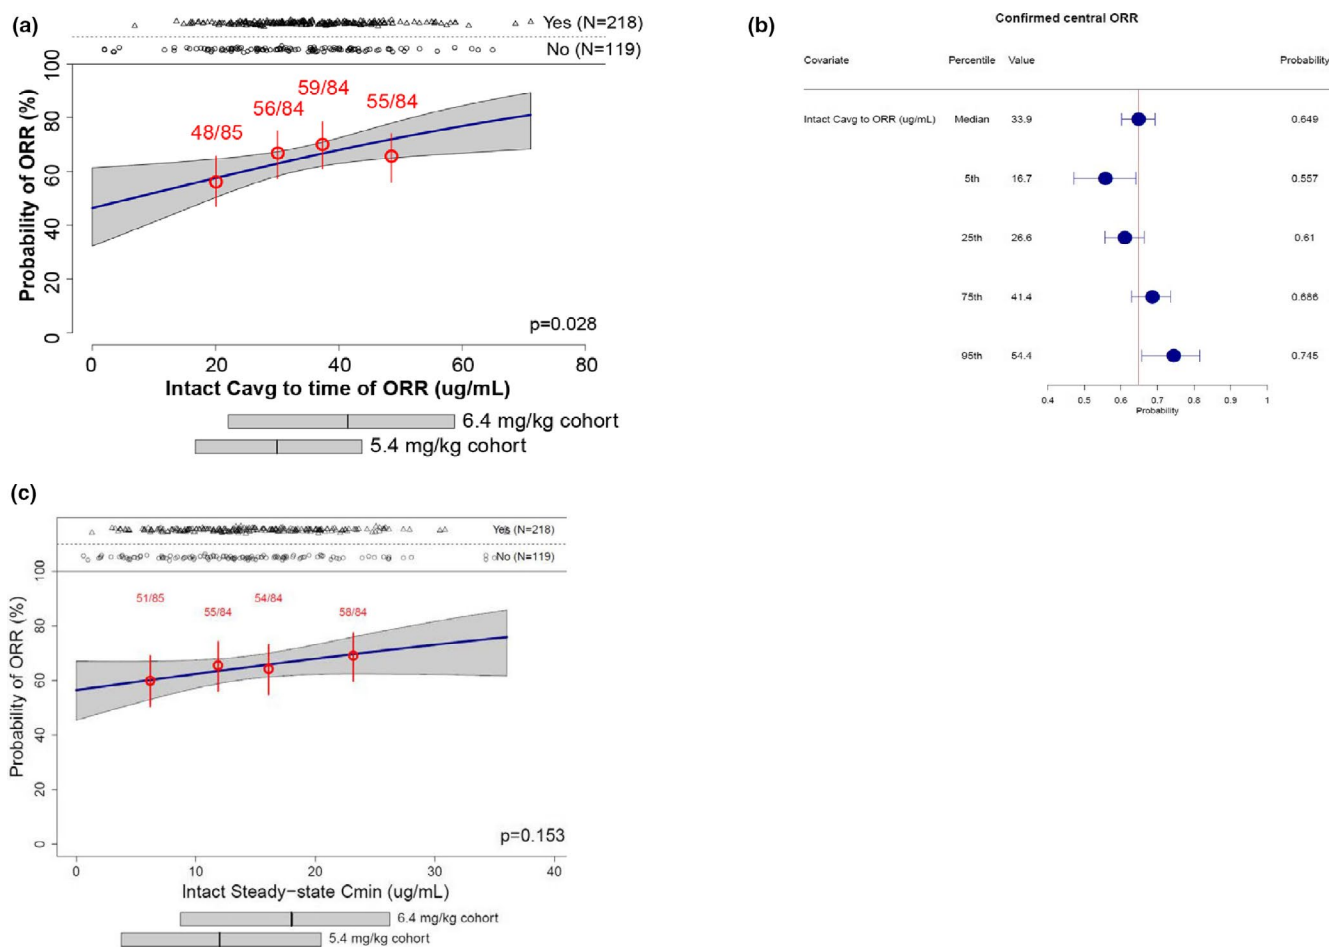 (a)
Yes (N=218)
No (N=119)
100
80
60
40
20
0
Probability of ORR (%)
48/85
56/84
59/84
55/84
p=0.028
0 20 40 60 80
Intact Cavg to time of ORR (ug/mL)
6.4 mg/kg cohort
5.4 mg/kg cohort
(b)
Confirmed central ORR
Covariate Percentile Value Probability
Intact Cavg to ORR (ug/mL) Median 33.9 0.649
5th 16.7 0.557
25th 26.6 0.61
75th 41.4 0.686
95th 54.4 0.745
0.4 0.5 0.6 0.7 0.8 0.9 1
Probability
(c)
Yes (N=218)
No (N=119)
100
80
60
40
20
0
Probability of ORR (%)
51/85
55/84
54/84
58/84
p=0.153
0 10 20 30 40
Intact Steady−state Cmin (ug/mL)
6.4 mg/kg cohort
5.4 mg/kg cohort